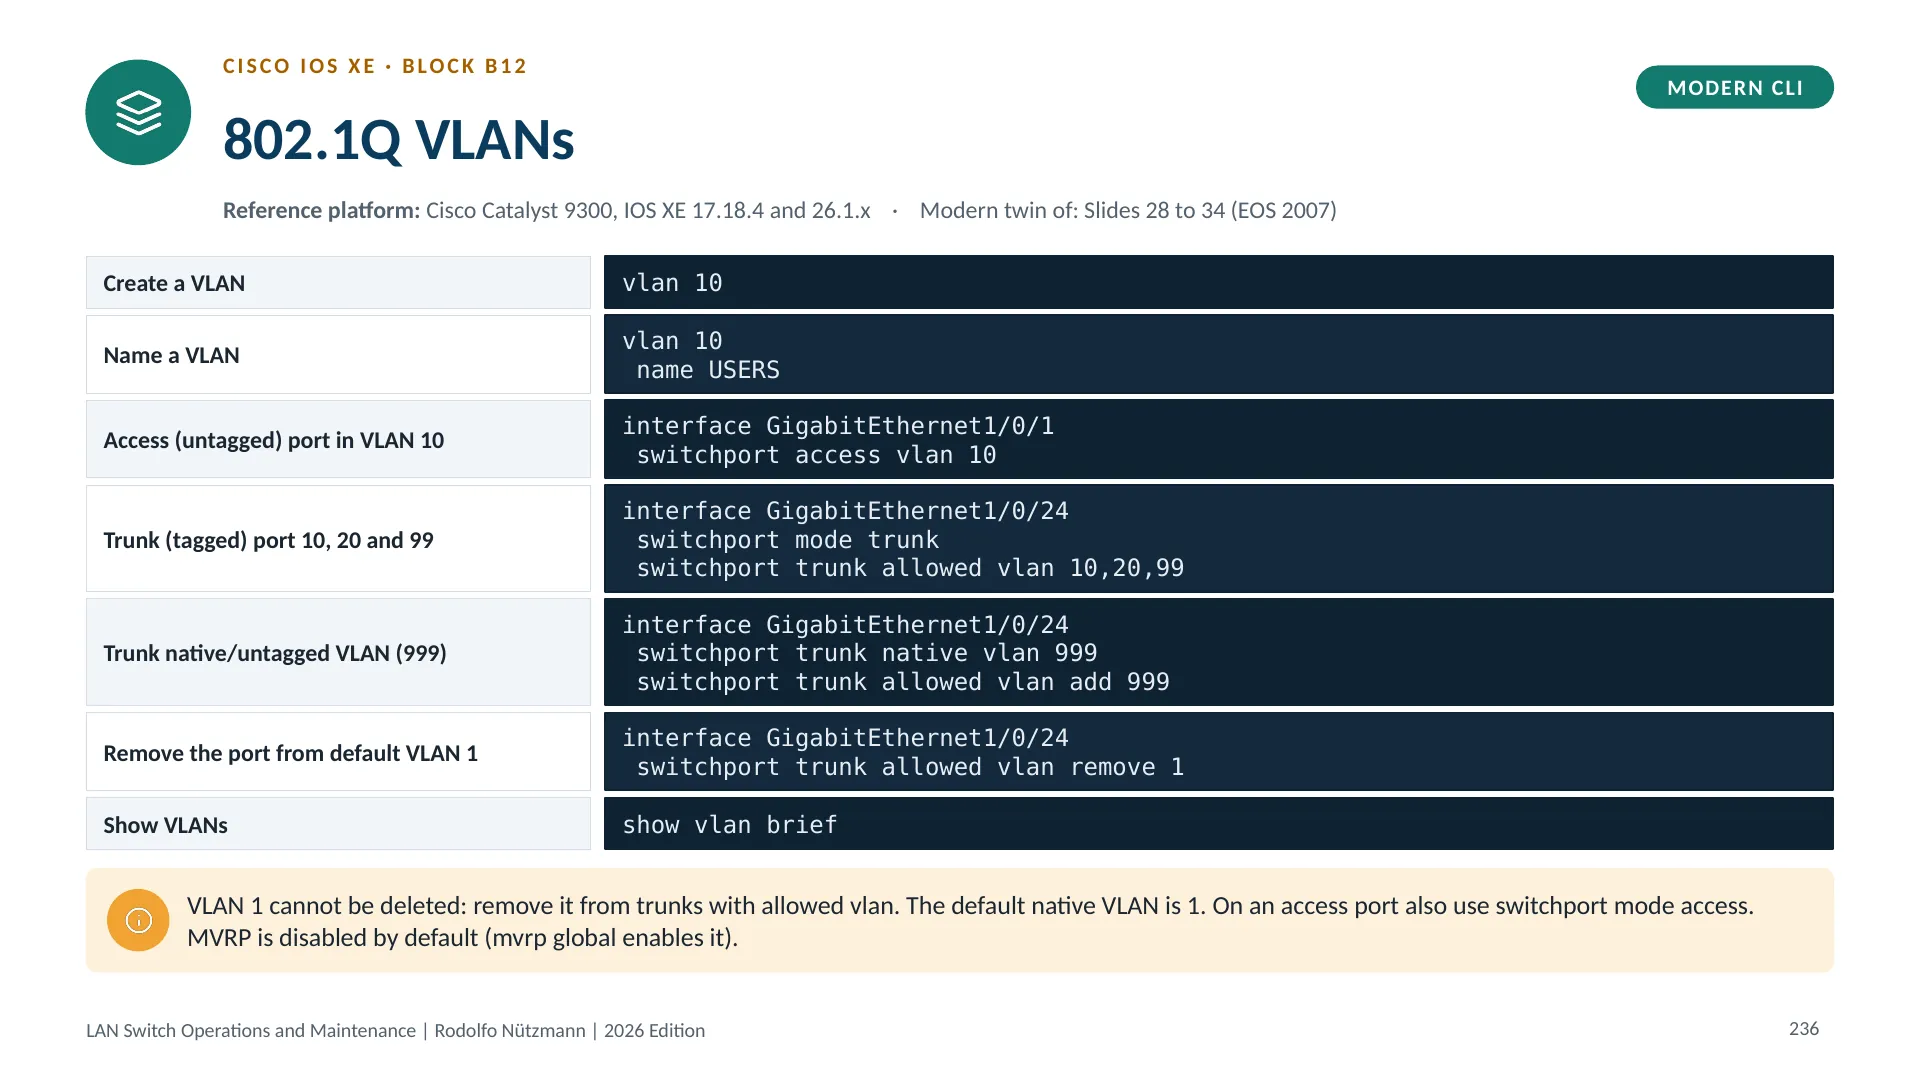 CISCO IOS XE · BLOCK B12
MODERN CLI
802.1Q VLANs
Reference platform: Cisco Catalyst 9300, IOS XE 17.18.4 and 26.1.x · Modern twin of: Slides 28 to 34 (EOS 2007)
Create a VLAN
vlan 10
Name a VLAN
vlan 10
 name USERS
Access (untagged) port in VLAN 10
interface GigabitEthernet1/0/1
 switchport access vlan 10
Trunk (tagged) port 10, 20 and 99
interface GigabitEthernet1/0/24
 switchport mode trunk
 switchport trunk allowed vlan 10,20,99
Trunk native/untagged VLAN (999)
interface GigabitEthernet1/0/24
 switchport trunk native vlan 999
 switchport trunk allowed vlan add 999
Remove the port from default VLAN 1
interface GigabitEthernet1/0/24
 switchport trunk allowed vlan remove 1
Show VLANs
show vlan brief
VLAN 1 cannot be deleted: remove it from trunks with allowed vlan. The default native VLAN is 1. On an access port also use switchport mode access.
MVRP is disabled by default (mvrp global enables it).
LAN Switch Operations and Maintenance | Rodolfo Nützmann | 2026 Edition
236